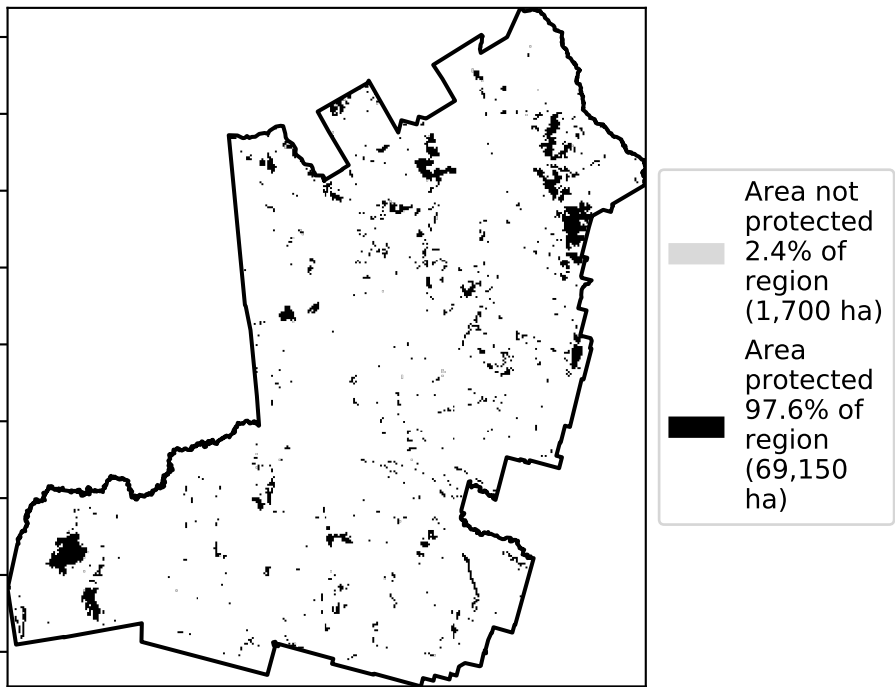 Area not
protected
2.4% of
region
(1,700 ha)
Area
protected
97.6% of
region
(69,150
ha)